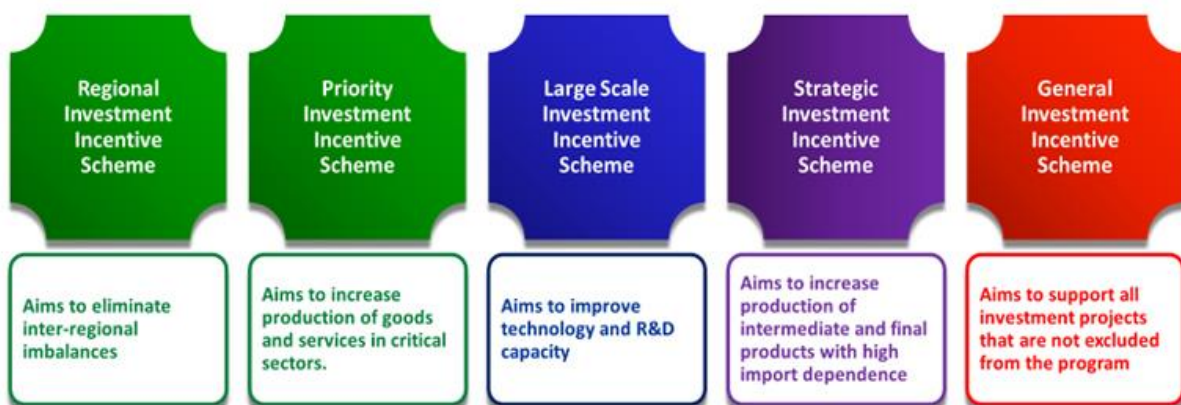 Regional
Investment
Incentive
Scheme
Priority
Investment
Incentive
Scheme
Large Scale
Investment
Incentive
Scheme
Strategic
Investment
Incentive
Scheme
General
Investment
Incentive
Scheme
Aims to eliminate
inter-regional
imbalances
Aims to increase
production of goods
and services in critical
sectors.
Aims to improve
technology and R&D
capacity
Aims to increase
production of
intermediate and final
products with high
import dependence
Aims to support all
investment projects
that are not excluded
from the program